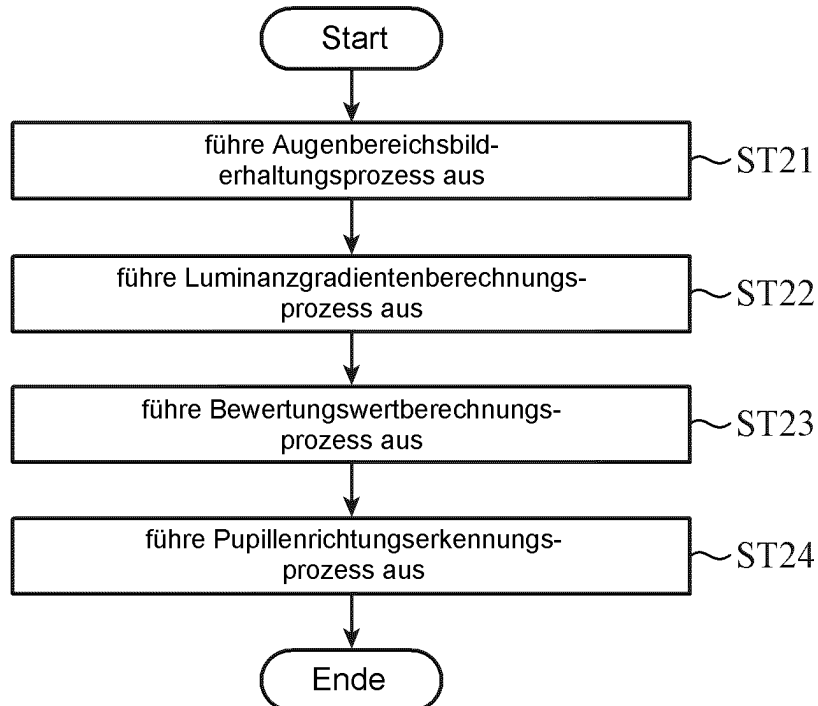 Start
führe Augenbereichsbild-
erhaltungsprozess aus
ST21
führe Luminanzgradientenberechnungs-
prozess aus
ST22
führe Bewertungswertberechnungs-
prozess aus
ST23
führe Pupillenrichtungserkennungs-
prozess aus
ST24
Ende